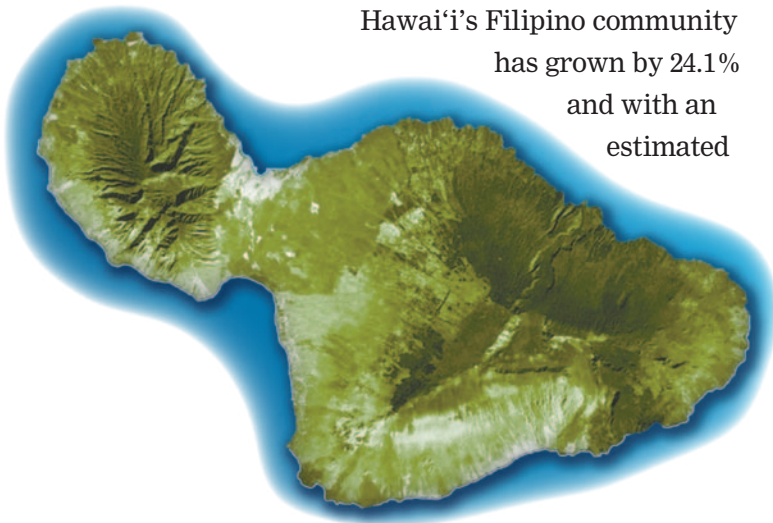 Hawai‘i’s Filipino community
has grown by 24.1%
and with an
estimated